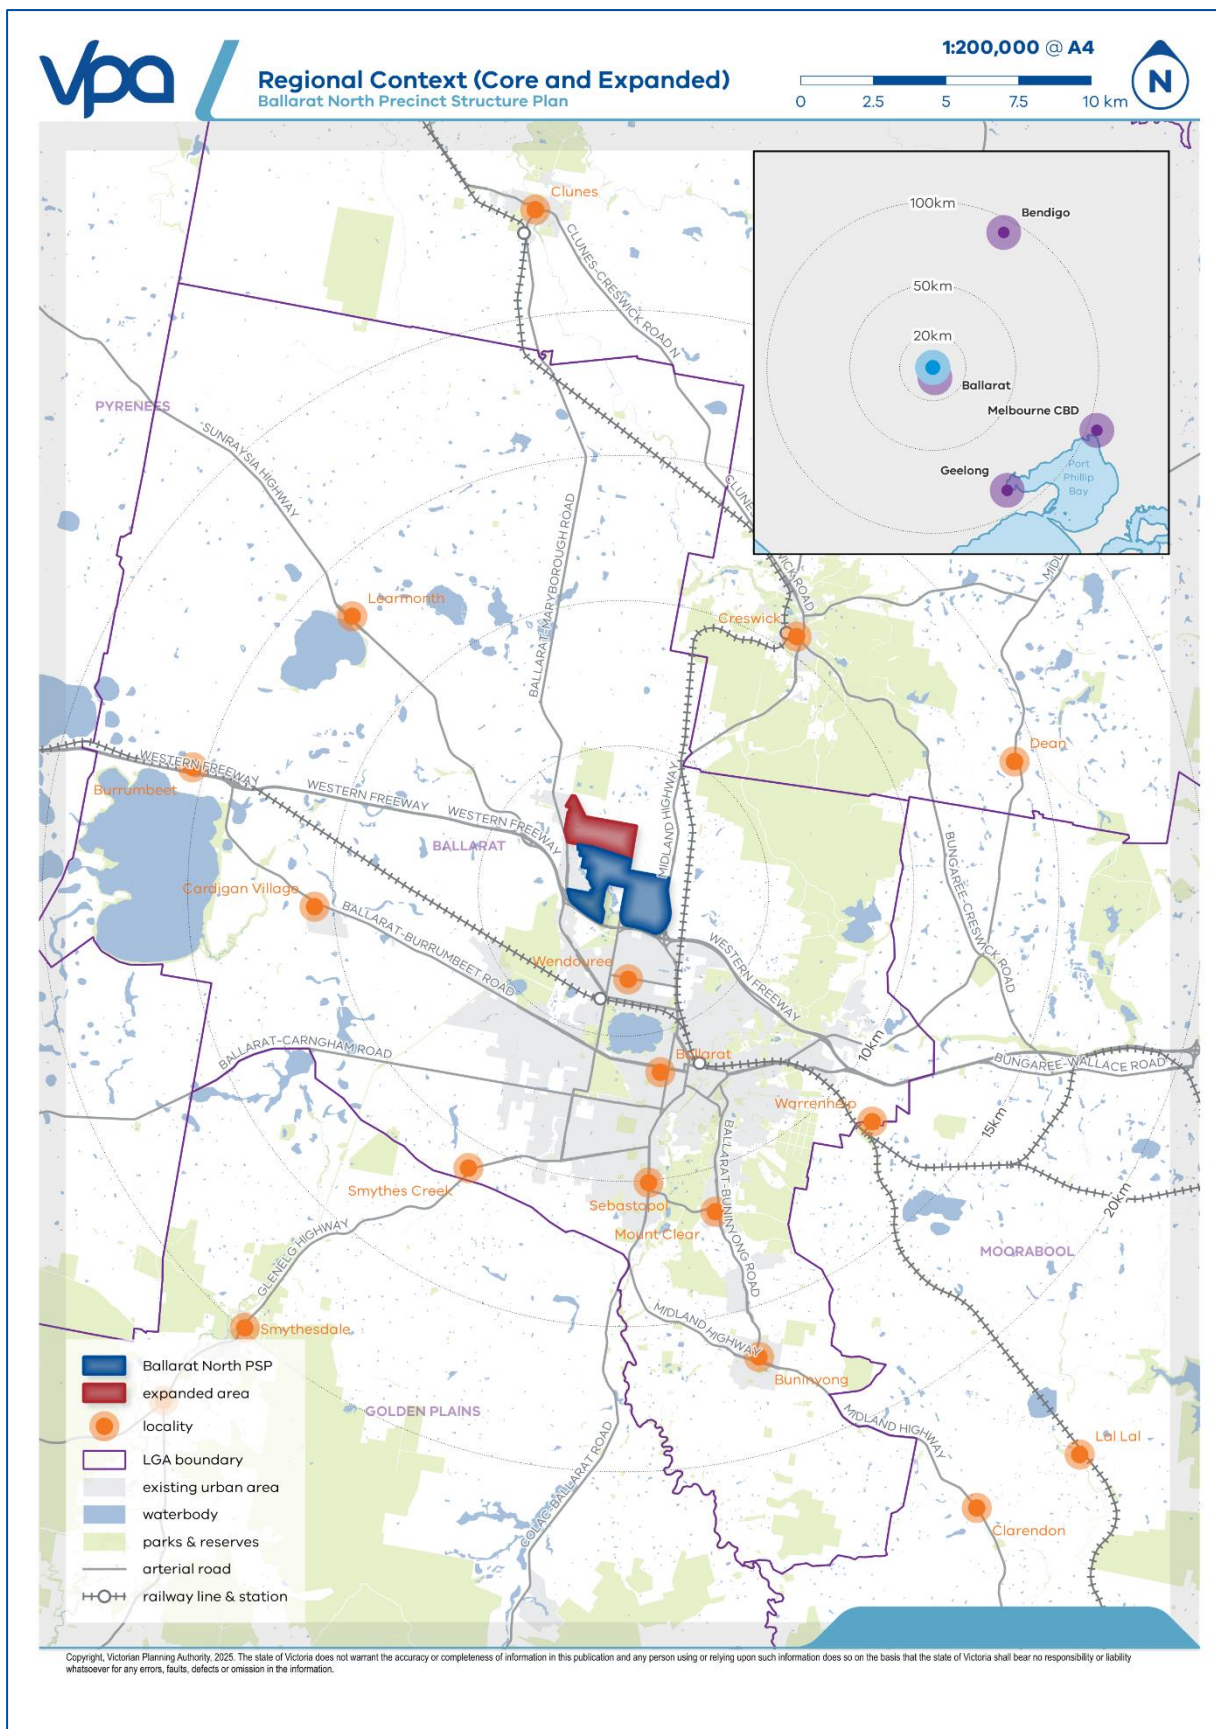 vpa
Regional Context (Core and Expanded)
Ballarat North Precinct Structure Plan
1:200,000 @ A4
0 2.5 5 7.5 10 km
N
Clunes
CLUNES-CRESWICK ROAD N
100km
Bendigo
50km
20km
Ballarat
Melbourne CBD
Geelong
Port
Phillip
Bay
PYRENEES
SUNRAYSIA HIGHWAY
BALLARAT-MARYBOROUGH ROAD
CLUNE
WICK ROAD
MIDL
Learmonth
Creswick
Dean
WESTERN FREEWAY
Burrumbeet
WESTERN FREEWAY
WESTERN FREEWAY
BALLARAT
MIDLAND HIGHWAY
BUNGAREE-CRESWICK ROAD
Cardigan Village
BALLARAT-BURRUMBEET ROAD
Wendouree
WESTERN FREEWAY
BALLARAT-CARNGHAM ROAD
Ballarat
10km
BUNGAREE-WALLACE ROAD
Warrenheip
15km
Smythes Creek
Sebastopol
Mount Clear
BALLARAT-BUNINYONG ROAD
20km
GLENELG HIGHWAY
MOORABOOL
Smythesdale
MIDLAND HIGHWAY
Buninyong
MIDLAND HIGHWAY
GOLDEN PLAINS
COLAC-BALLARAT ROAD
Lal Lal
Clarendon
Ballarat North PSP
expanded area
locality
LGA boundary
existing urban area
waterbody
parks & reserves
arterial road
railway line & station
Copyright, Victorian Planning Authority, 2025. The state of Victoria does not warrant the accuracy or completeness of information in this publication and any person using or relying upon such information does so on the basis that the state of Victoria shall bear no responsibility or liability
whatsoever for any errors, faults, defects or omission in the information.